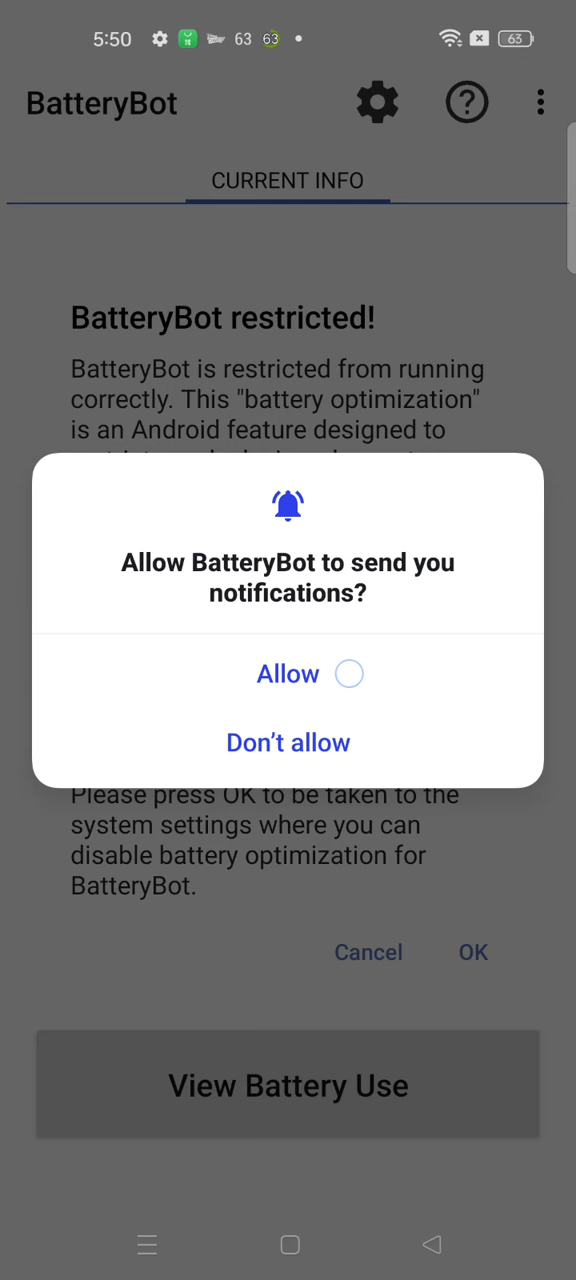 5:50 63 63 63
BatteryBot
CURRENT INFO
BatteryBot restricted!
BatteryBot is restricted from running
correctly. This "battery optimization"
is an Android feature designed to
Allow BatteryBot to send you
notifications?
Allow
Don’t allow
Please press OK to be taken to the
system settings where you can
disable battery optimization for
BatteryBot.
Cancel OK
View Battery Use